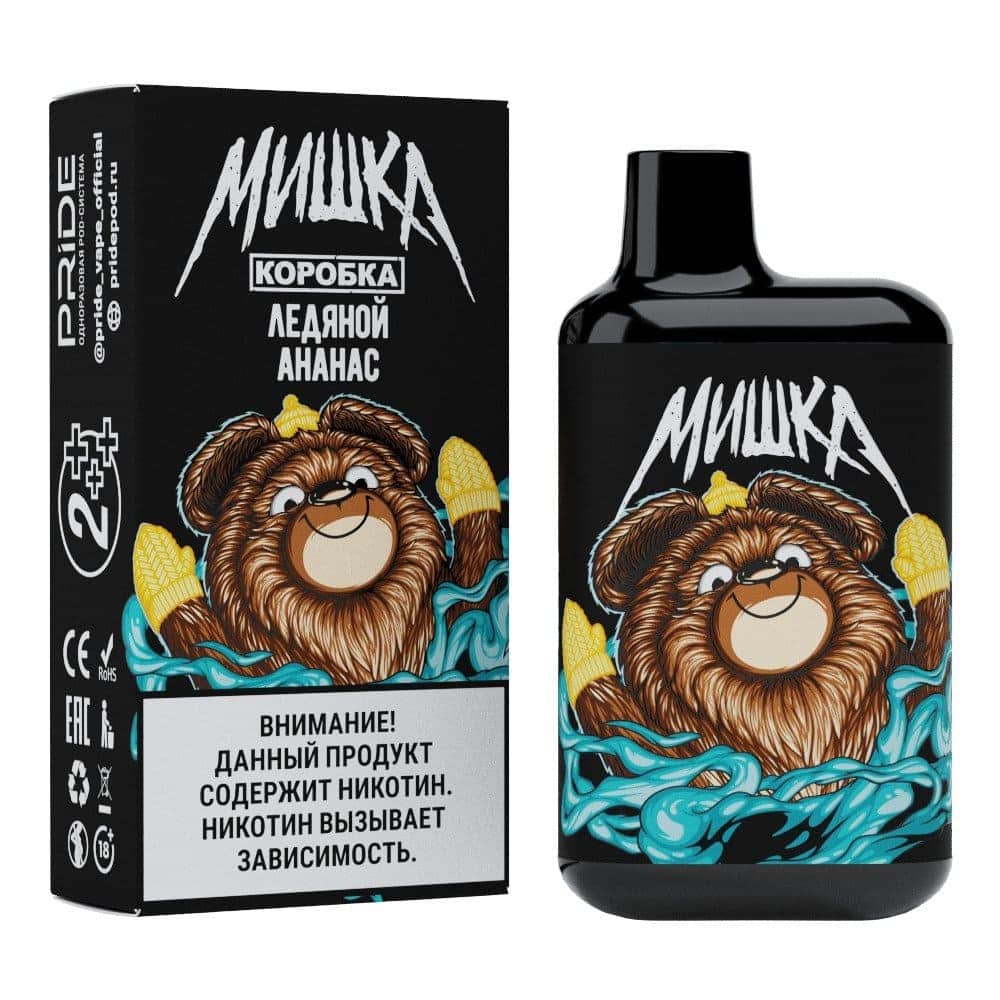 PRIDE
ОДНОРАЗОВАЯ POD-СИСТЕМА
@pride_vape_official
pridepod.ru
2+
CE
RoHS
EAC
18+
МИШКА
КОРОБКА
ЛЕДЯНОЙ
АНАНАС
ВНИМАНИЕ!
ДАННЫЙ ПРОДУКТ
СОДЕРЖИТ НИКОТИН.
НИКОТИН ВЫЗЫВАЕТ
ЗАВИСИМОСТЬ.
МИШКА